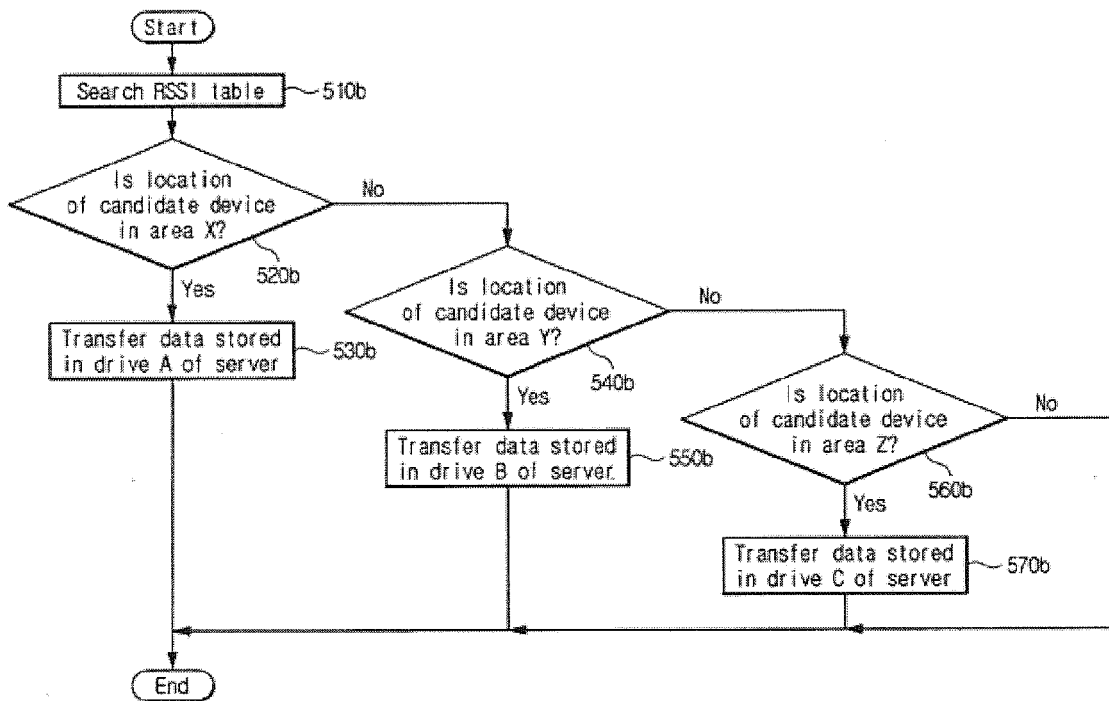 Start
Search RSSI table
510b
Is location
of candidate device
in area X?
520b
No
Yes
Transfer data stored
in drive A of server
530b
Is location
of candidate device
in area Y?
540b
No
Yes
Transfer data stored
in drive B of server
550b
Is location
of candidate device
in area Z?
560b
No
Yes
Transfer data stored
in drive C of server
570b
End